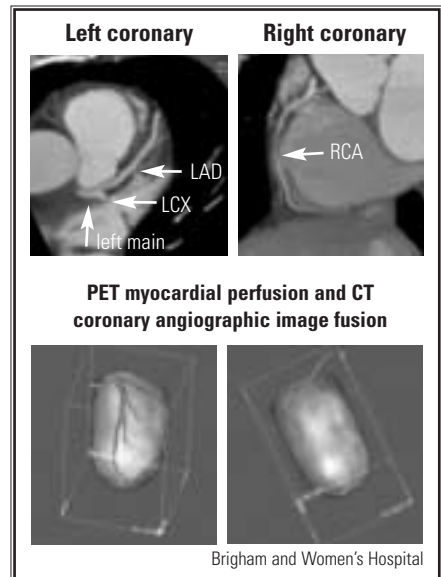 Left coronary
Right coronary
LAD
LCX
left main
RCA
PET myocardial perfusion and CT
coronary angiographic image fusion
Brigham and Women's Hospital